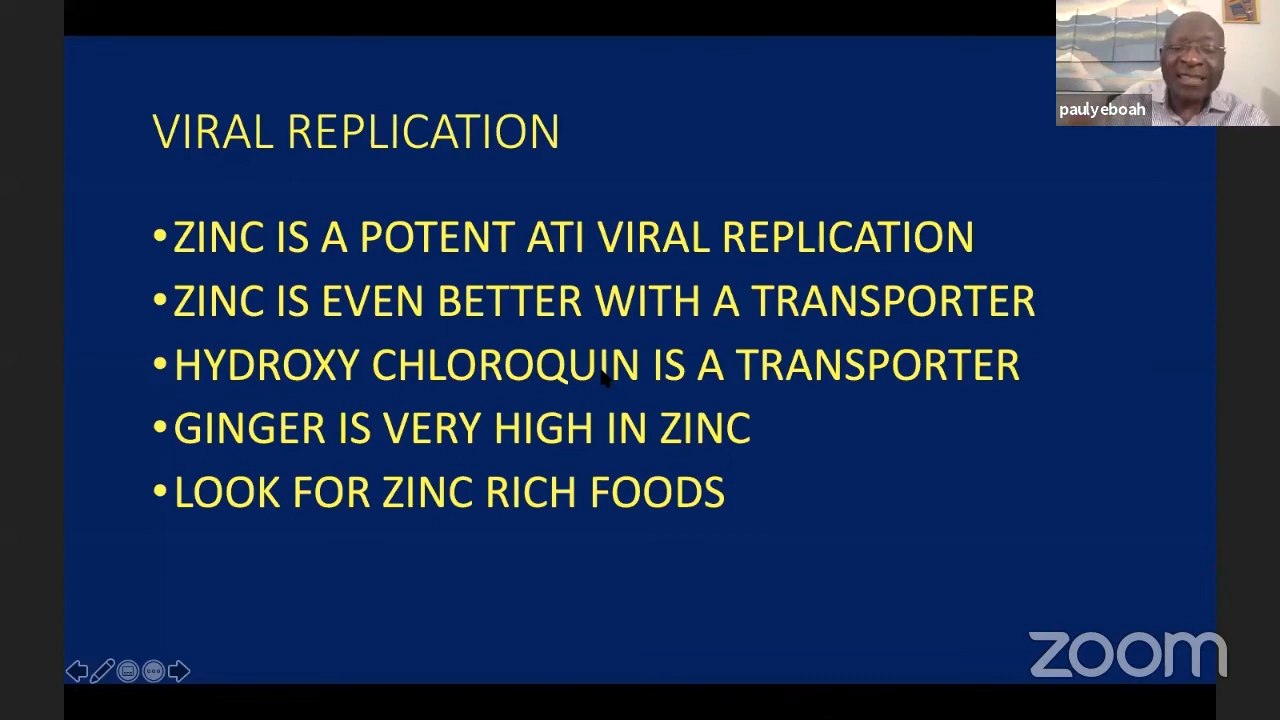 paulyeboah
VIRAL REPLICATION
•ZINC IS A POTENT ATI VIRAL REPLICATION
•ZINC IS EVEN BETTER WITH A TRANSPORTER
•HYDROXY CHLOROQUIN IS A TRANSPORTER
•GINGER IS VERY HIGH IN ZINC
•LOOK FOR ZINC RICH FOODS
zoom